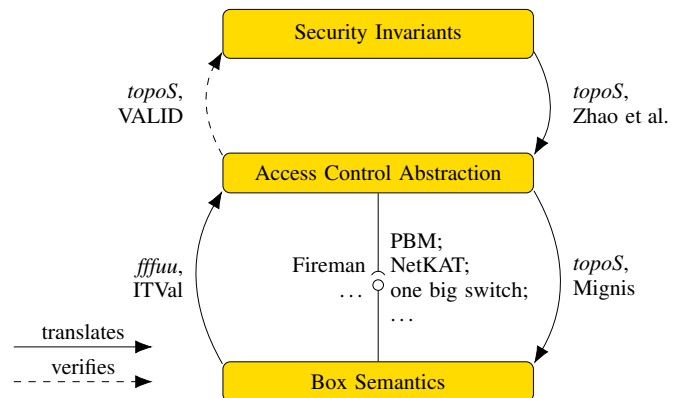 Security Invariants
topoS,
VALID
topoS,
Zhao et al.
Access Control Abstraction
fffuu,
ITVal
Fireman
...
PBM;
NetKAT;
one big switch;
...
topoS,
Mignis
translates
verifies
Box Semantics